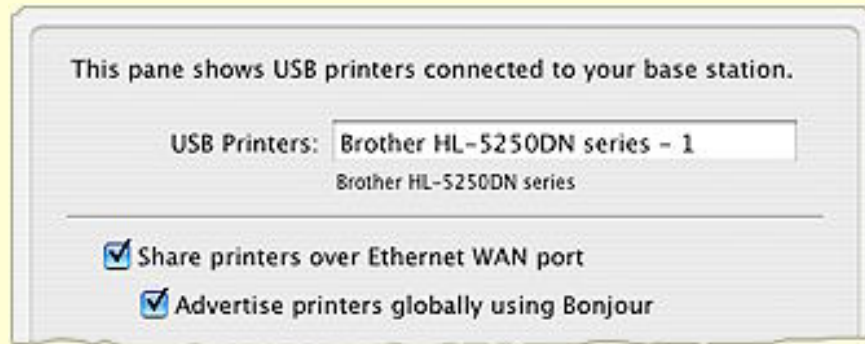 This pane shows USB printers connected to your base station.
USB Printers: Brother HL-5250DN series - 1
Brother HL-5250DN series
Share printers over Ethernet WAN port
Advertise printers globally using Bonjour